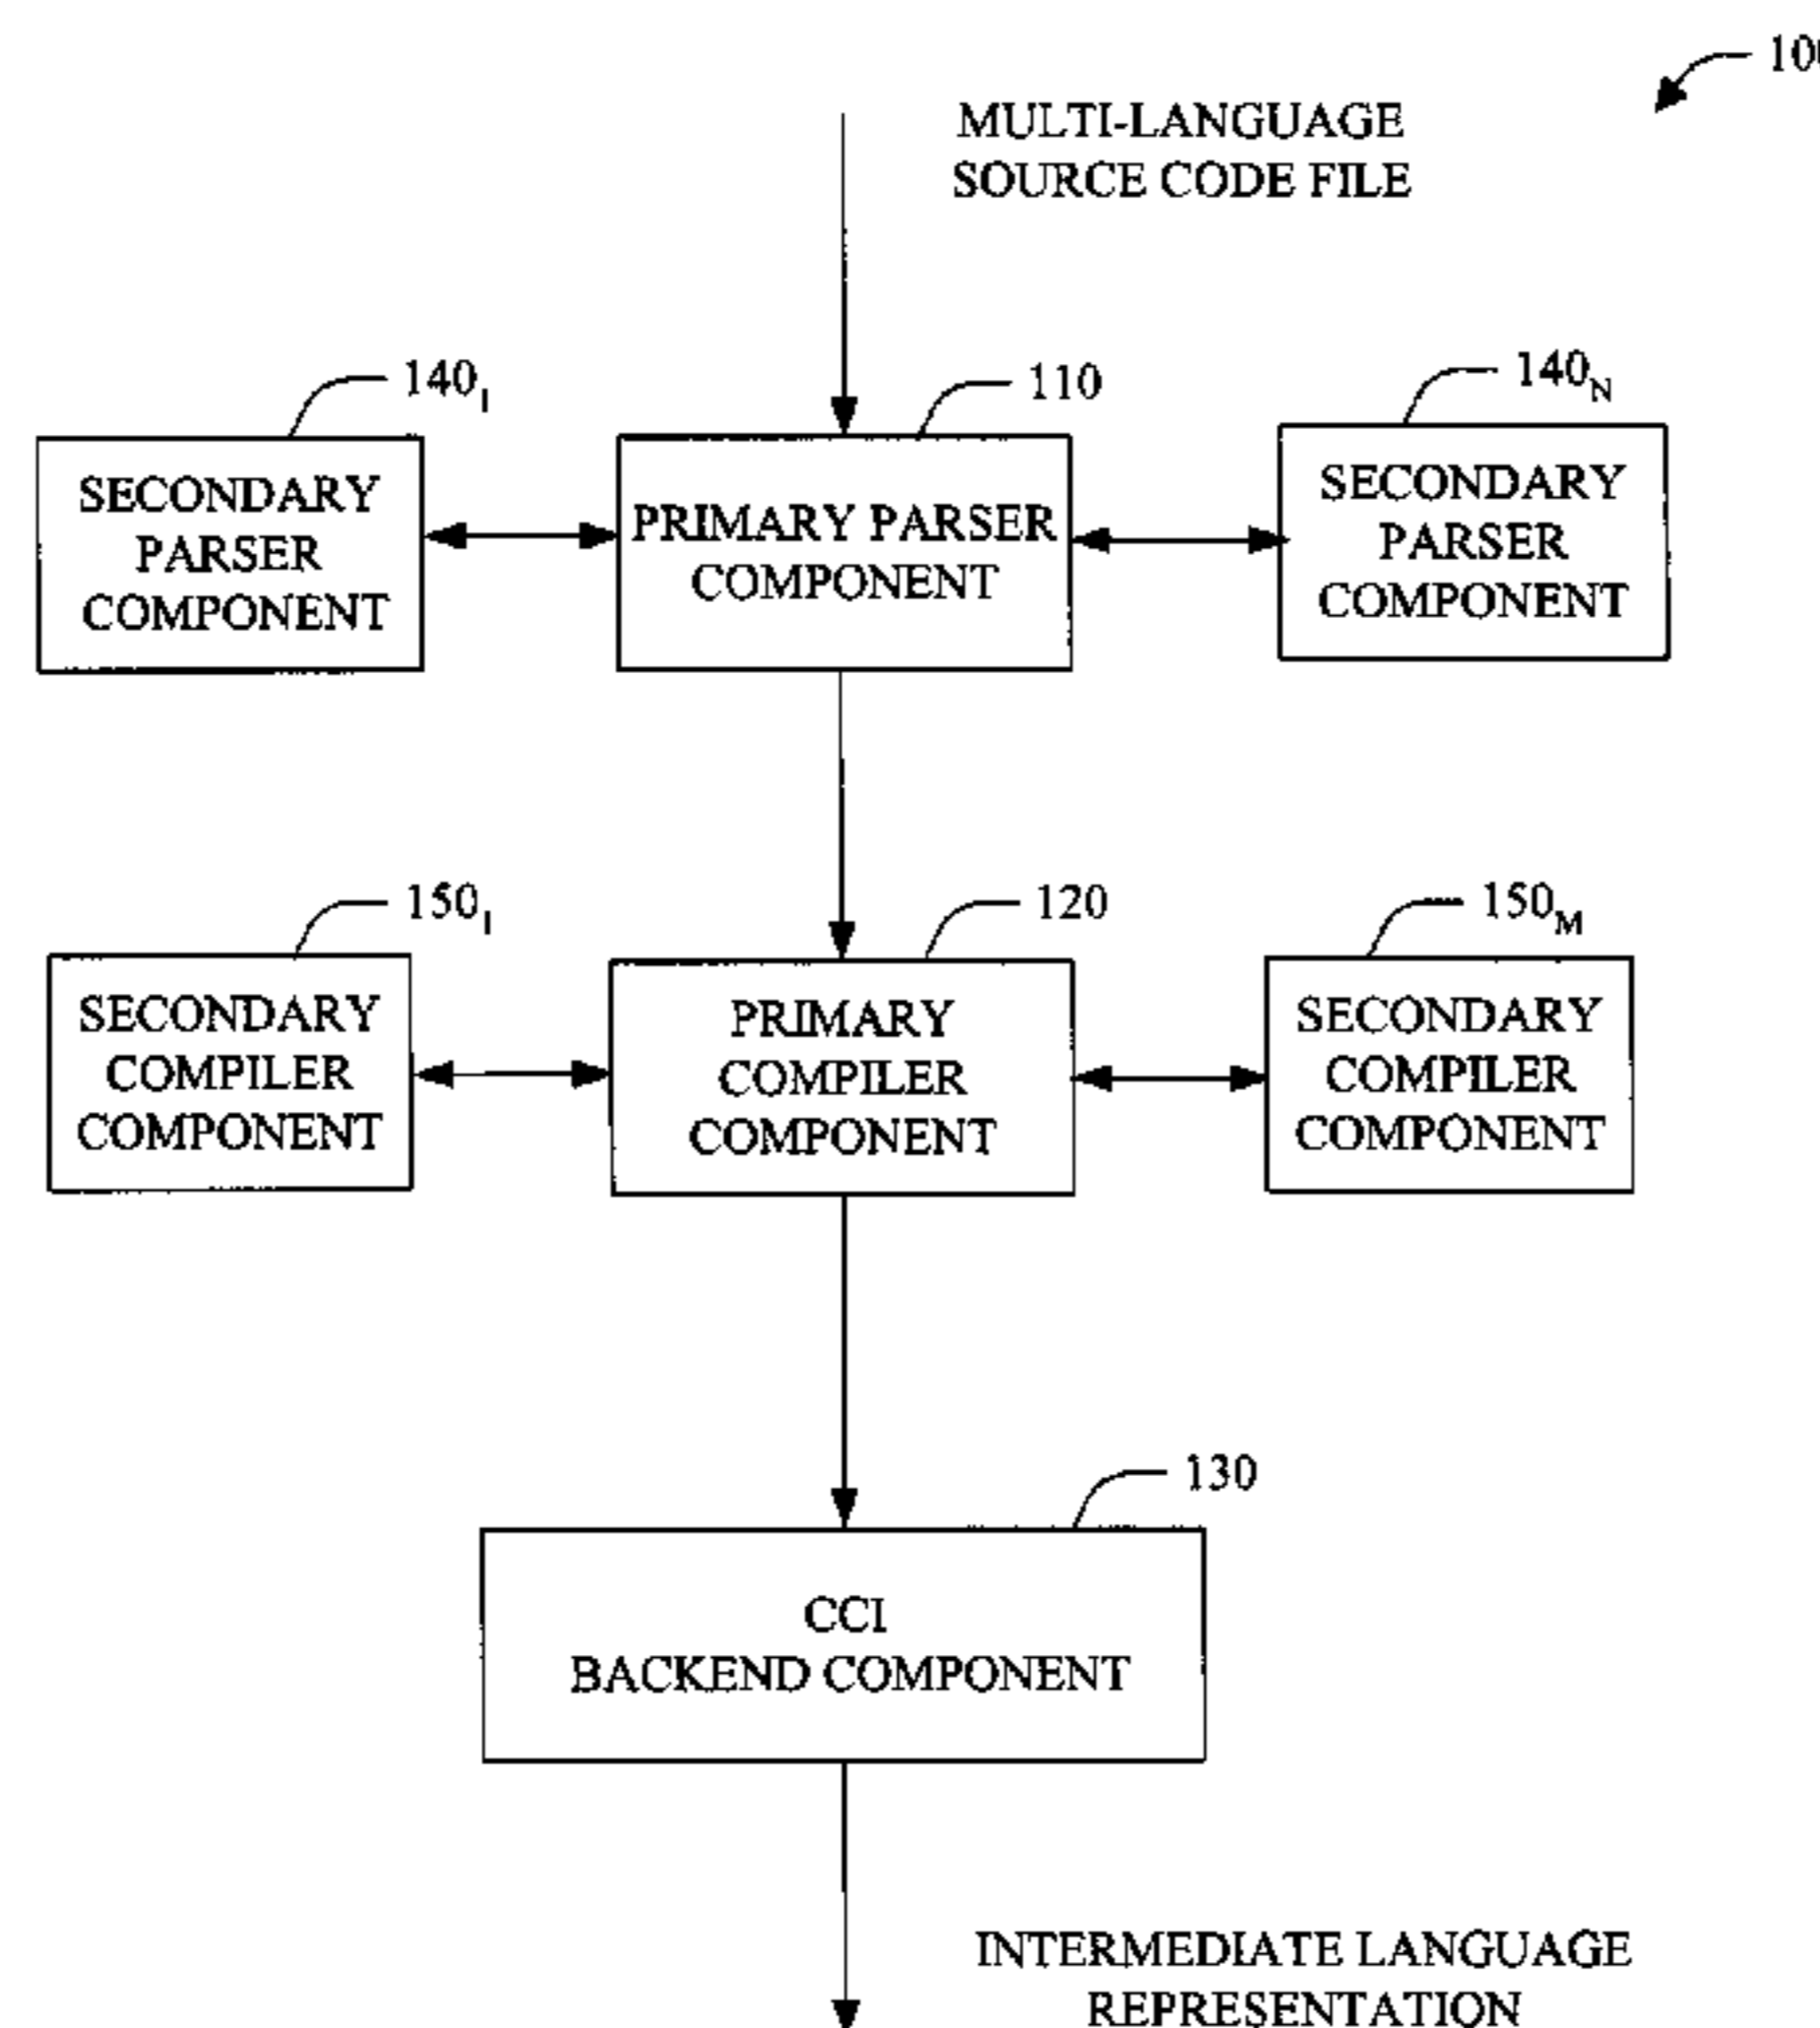 100
MULTI-LANGUAGE
SOURCE CODE FILE
140₁
110
140N
SECONDARY
PARSER
COMPONENT
PRIMARY PARSER
COMPONENT
SECONDARY
PARSER
COMPONENT
150₁
120
150M
SECONDARY
COMPILER
COMPONENT
PRIMARY
COMPILER
COMPONENT
SECONDARY
COMPILER
COMPONENT
130
CCI
BACKEND COMPONENT
INTERMEDIATE LANGUAGE
REPRESENTATION